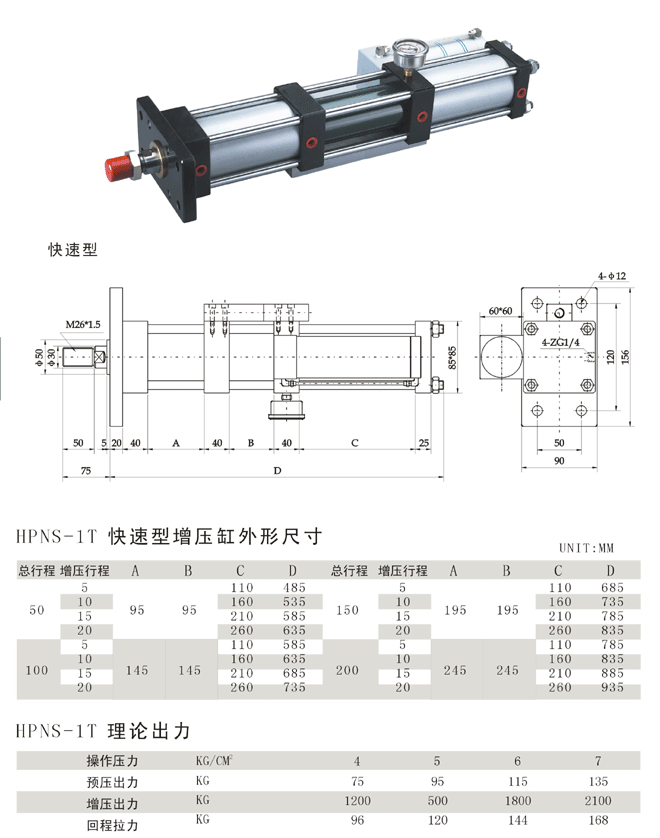 快速型
4-φ12
60*60
M26*1.5
4-ZG1/4
φ50
φ30
85*85
120
156
50 5 20 40 A 40 B 40 C 25
50
75 D
90
HPNS-1T 快速型增压缸外形尺寸
UNIT:MM
总行程 增压行程 A B C D 总行程 增压行程 A B C D
50 95 95 150 195 195
5 110 485 5 110 685
10 160 535 10 160 735
15 210 585 15 210 785
20 260 635 20 260 835
100 145 145 200 245 245
5 110 585 5 110 785
10 160 635 10 160 835
15 210 685 15 210 885
20 260 735 20 260 935
HPNS-1T 理论出力
操作压力 KG/CM² 4 5 6 7
预压出力 KG 75 95 115 135
增压出力 KG 1200 500 1800 2100
回程拉力 KG 96 120 144 168